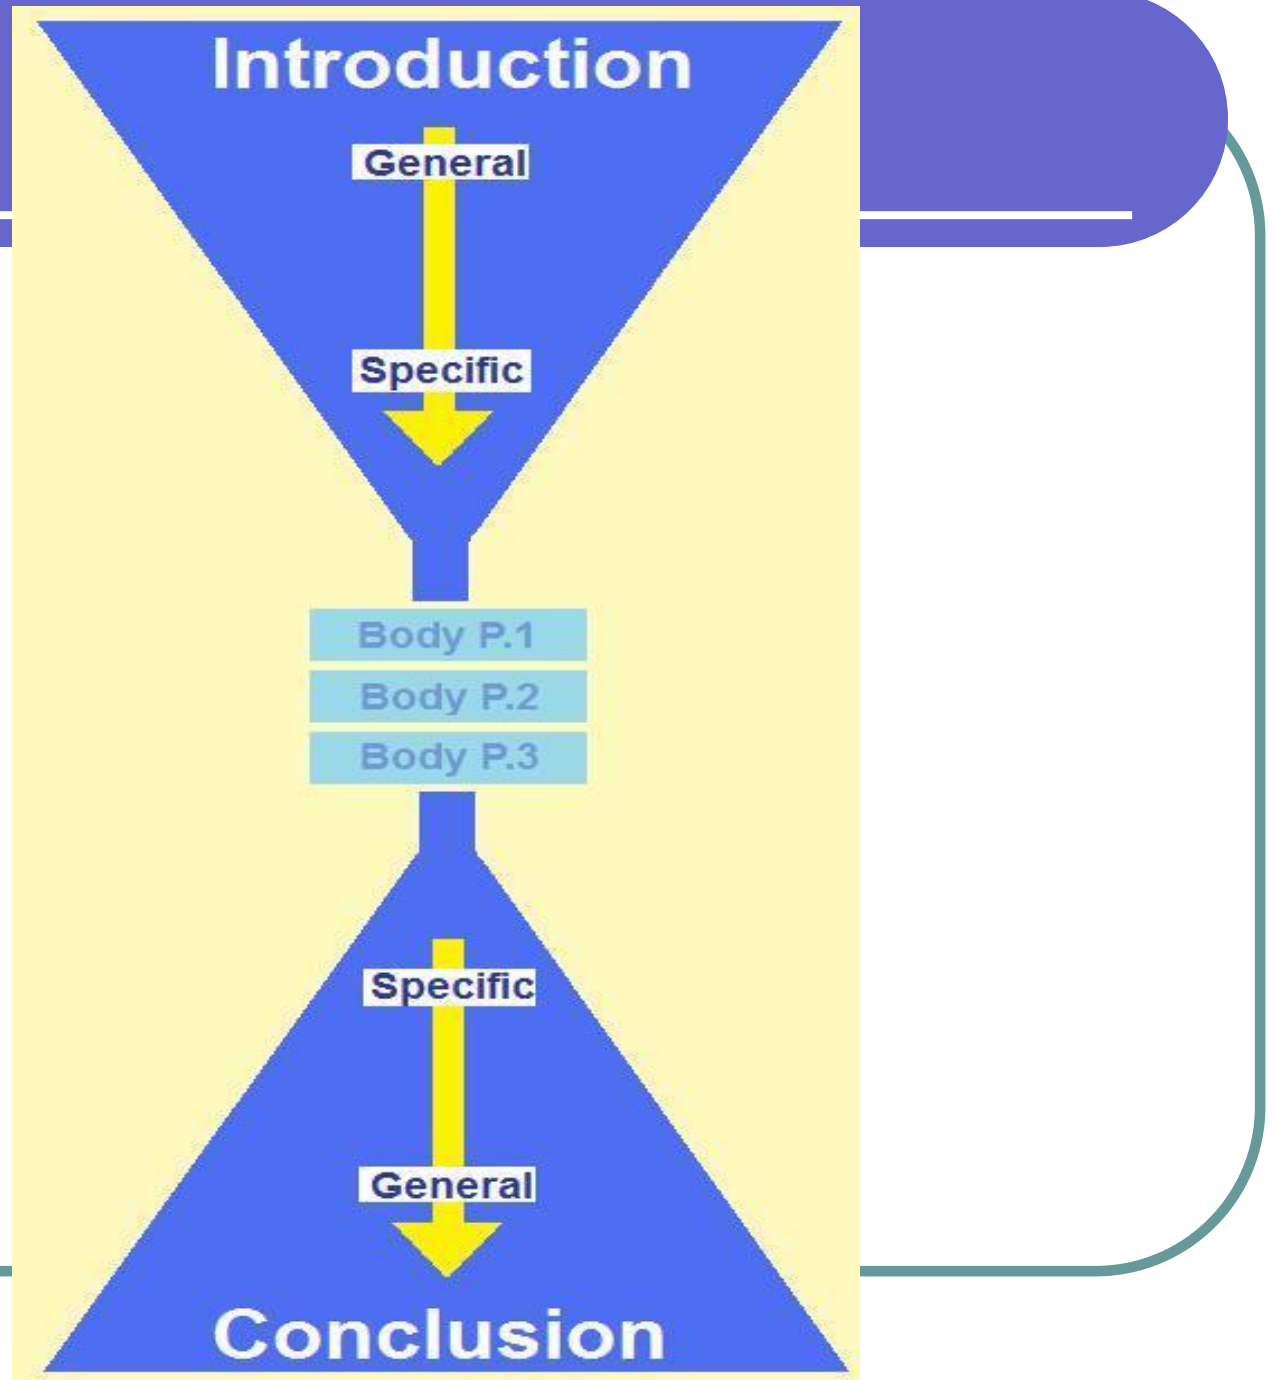 Introduction
General
Specific
Body P.1
Body P.2
Body P.3
Specific
General
Conclusion